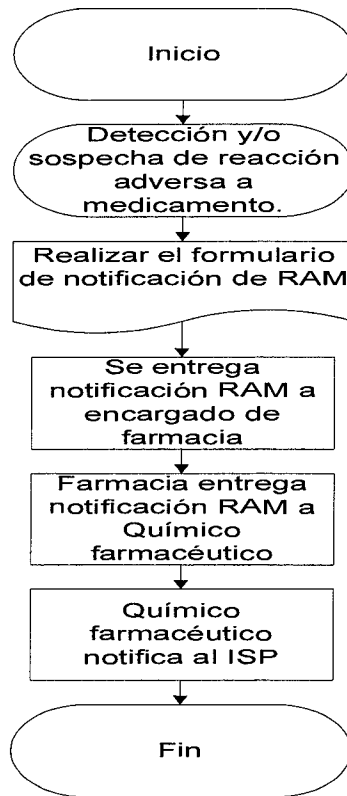 Inicio
Detección y/o
sospecha de reacción
adversa a
medicamento.
Realizar el formulario
de notificación de RAM
Se entrega
notificación RAM a
encargado de
farmacia
Farmacia entrega
notificación RAM a
Químico
farmacéutico
Químico
farmacéutico
notifica al ISP
Fin